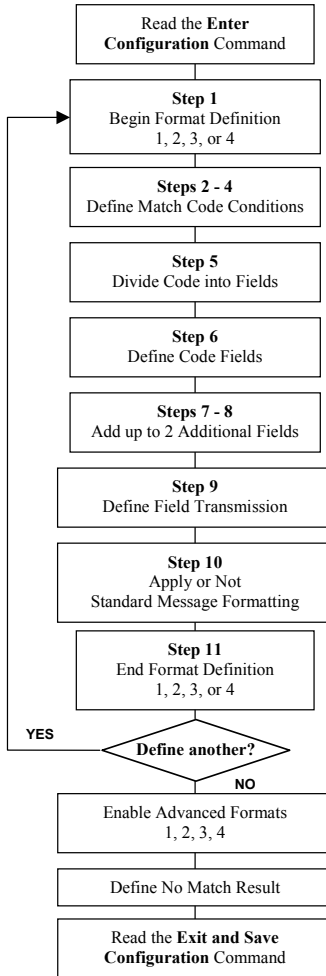 Read the Enter
Configuration Command
Step 1
Begin Format Definition
1, 2, 3, or 4
Steps 2 - 4
Define Match Code Conditions
Step 5
Divide Code into Fields
Step 6
Define Code Fields
Steps 7 - 8
Add up to 2 Additional Fields
Step 9
Define Field Transmission
Step 10
Apply or Not
Standard Message Formatting
Step 11
End Format Definition
1, 2, 3, or 4
YES
Define another?
NO
Enable Advanced Formats
1, 2, 3, 4
Define No Match Result
Read the Exit and Save
Configuration Command